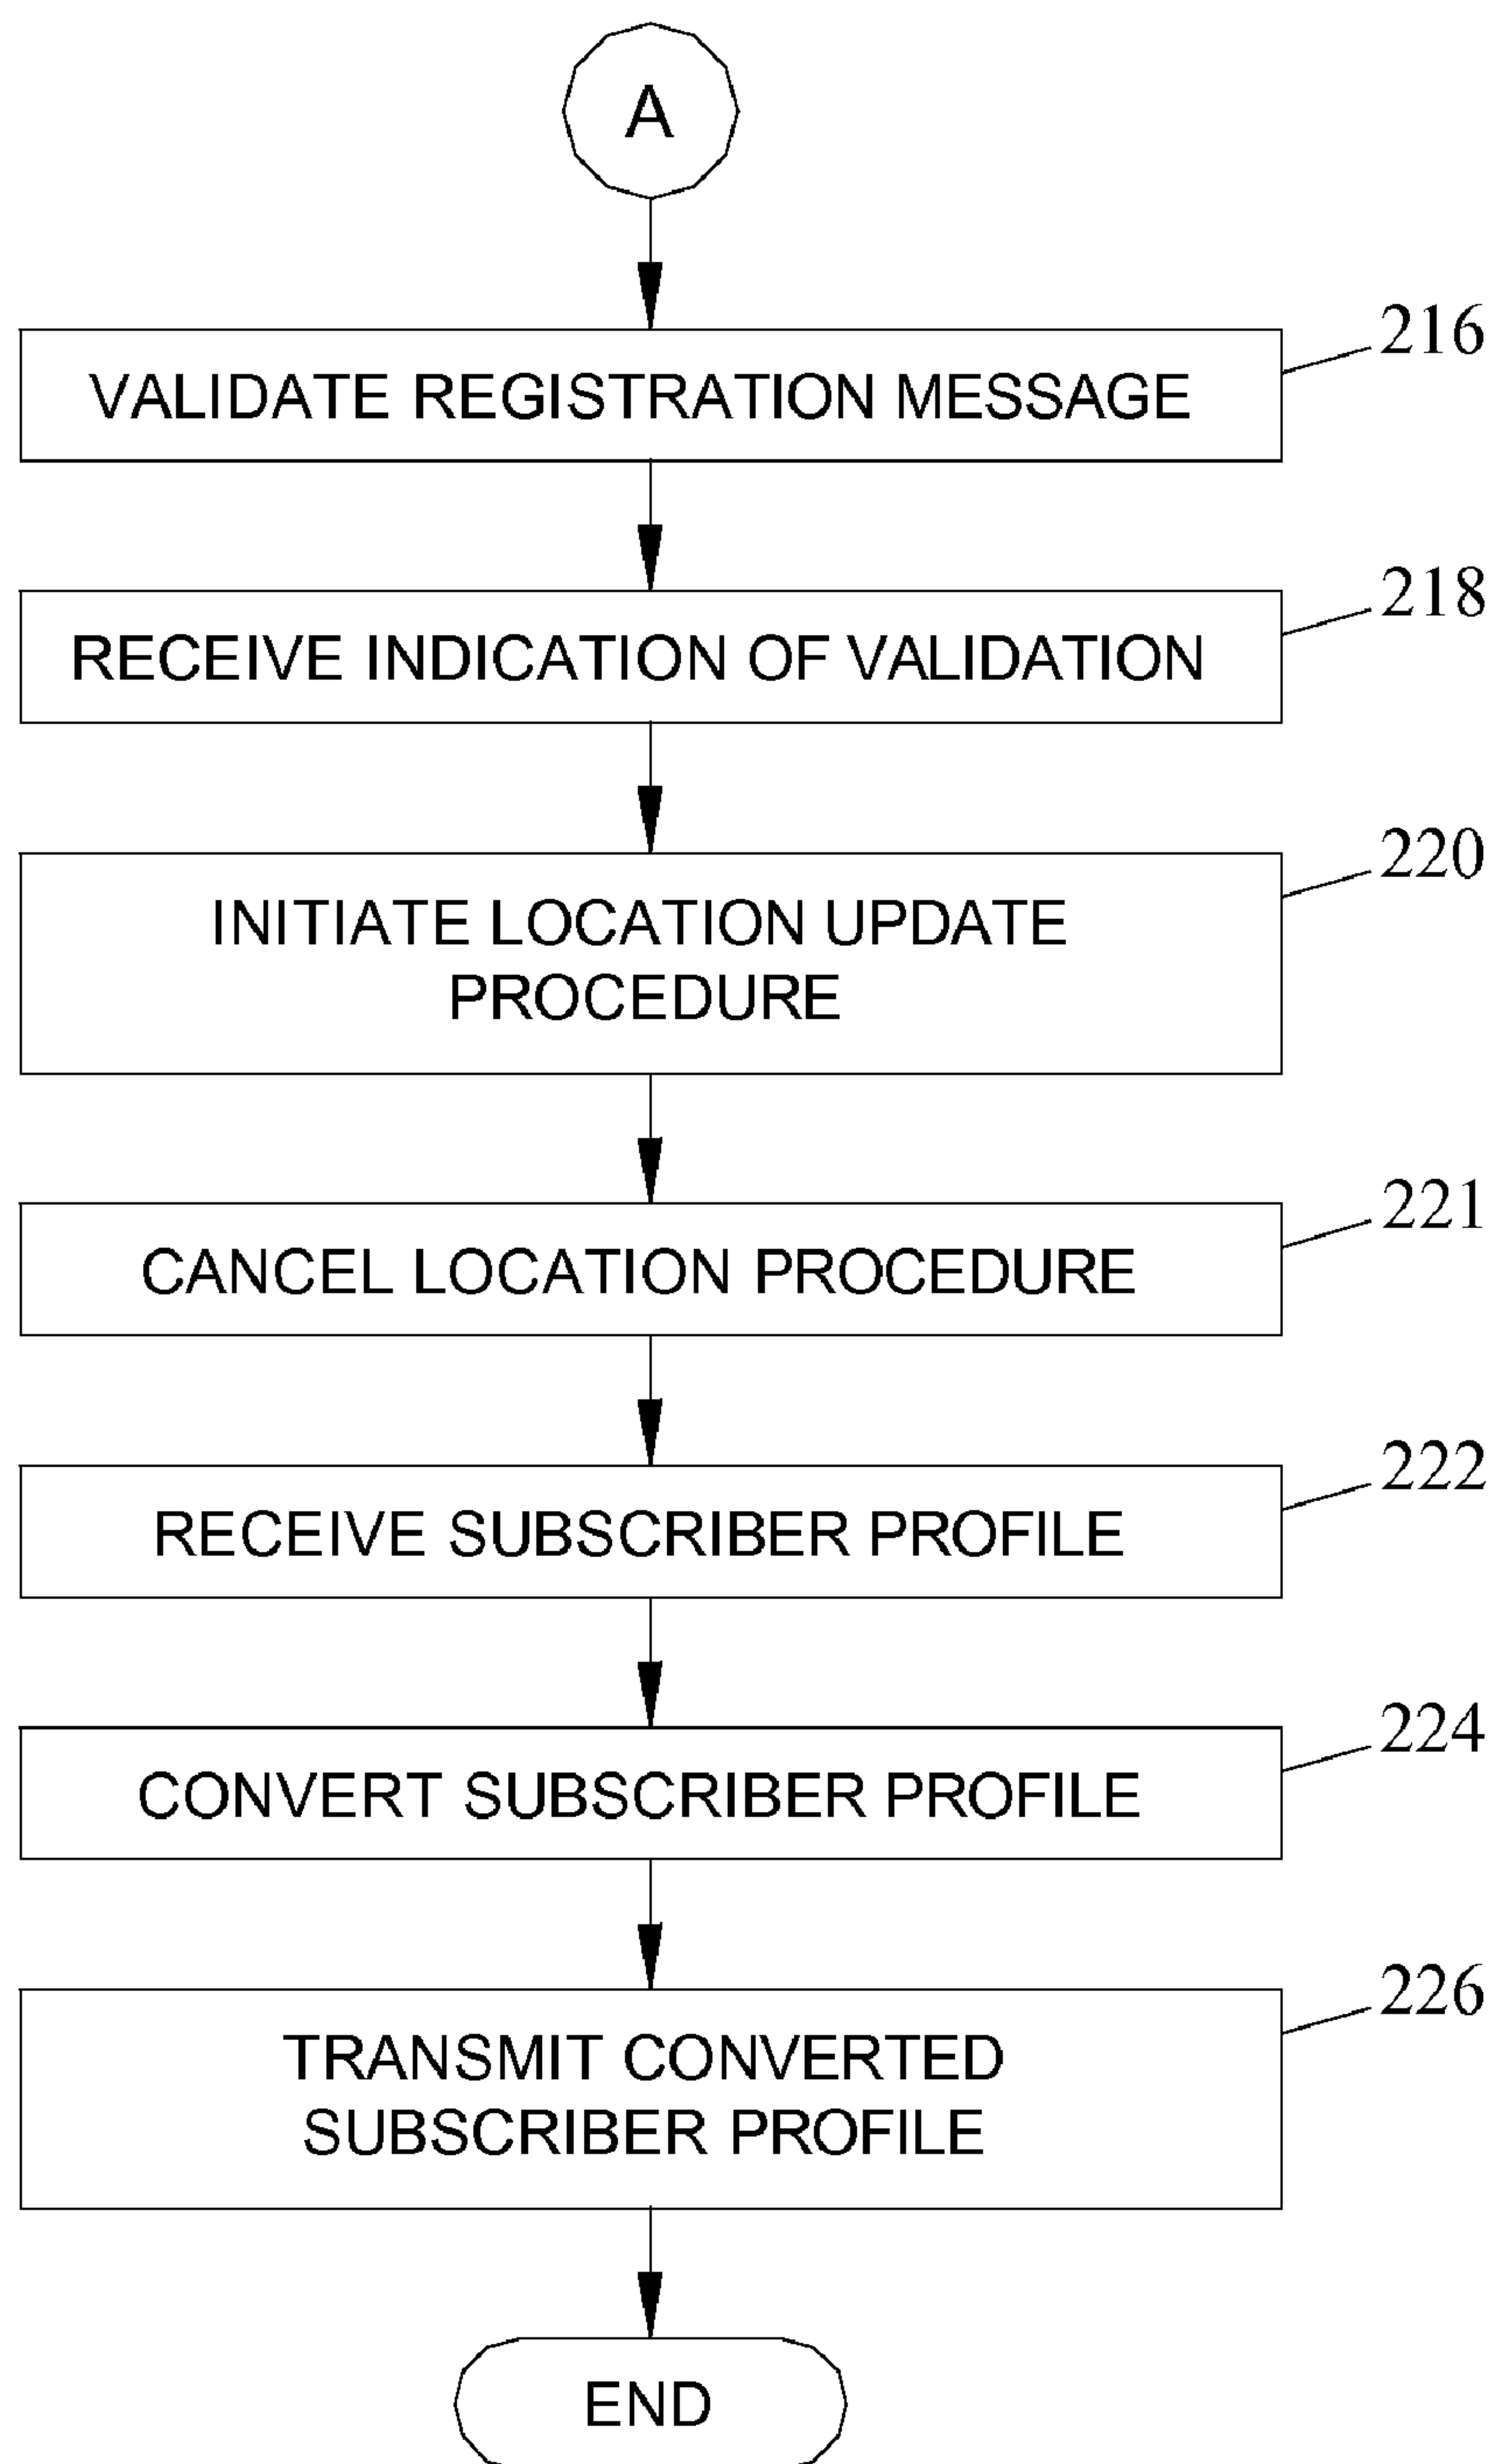 A
VALIDATE REGISTRATION MESSAGE
216
RECEIVE INDICATION OF VALIDATION
218
INITIATE LOCATION UPDATE
PROCEDURE
220
CANCEL LOCATION PROCEDURE
221
RECEIVE SUBSCRIBER PROFILE
222
CONVERT SUBSCRIBER PROFILE
224
TRANSMIT CONVERTED
SUBSCRIBER PROFILE
226
END